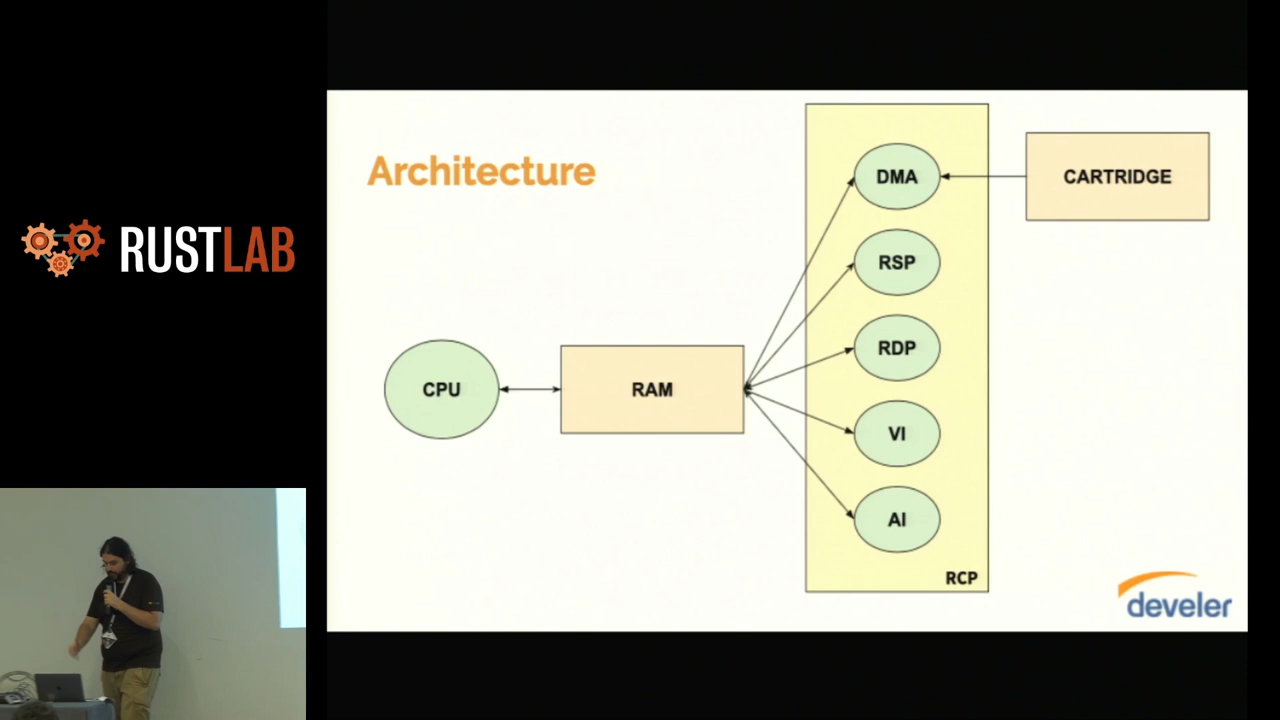 RUSTLAB
Architecture
DMA
CARTRIDGE
RSP
RDP
CPU
RAM
VI
AI
RCP
develer